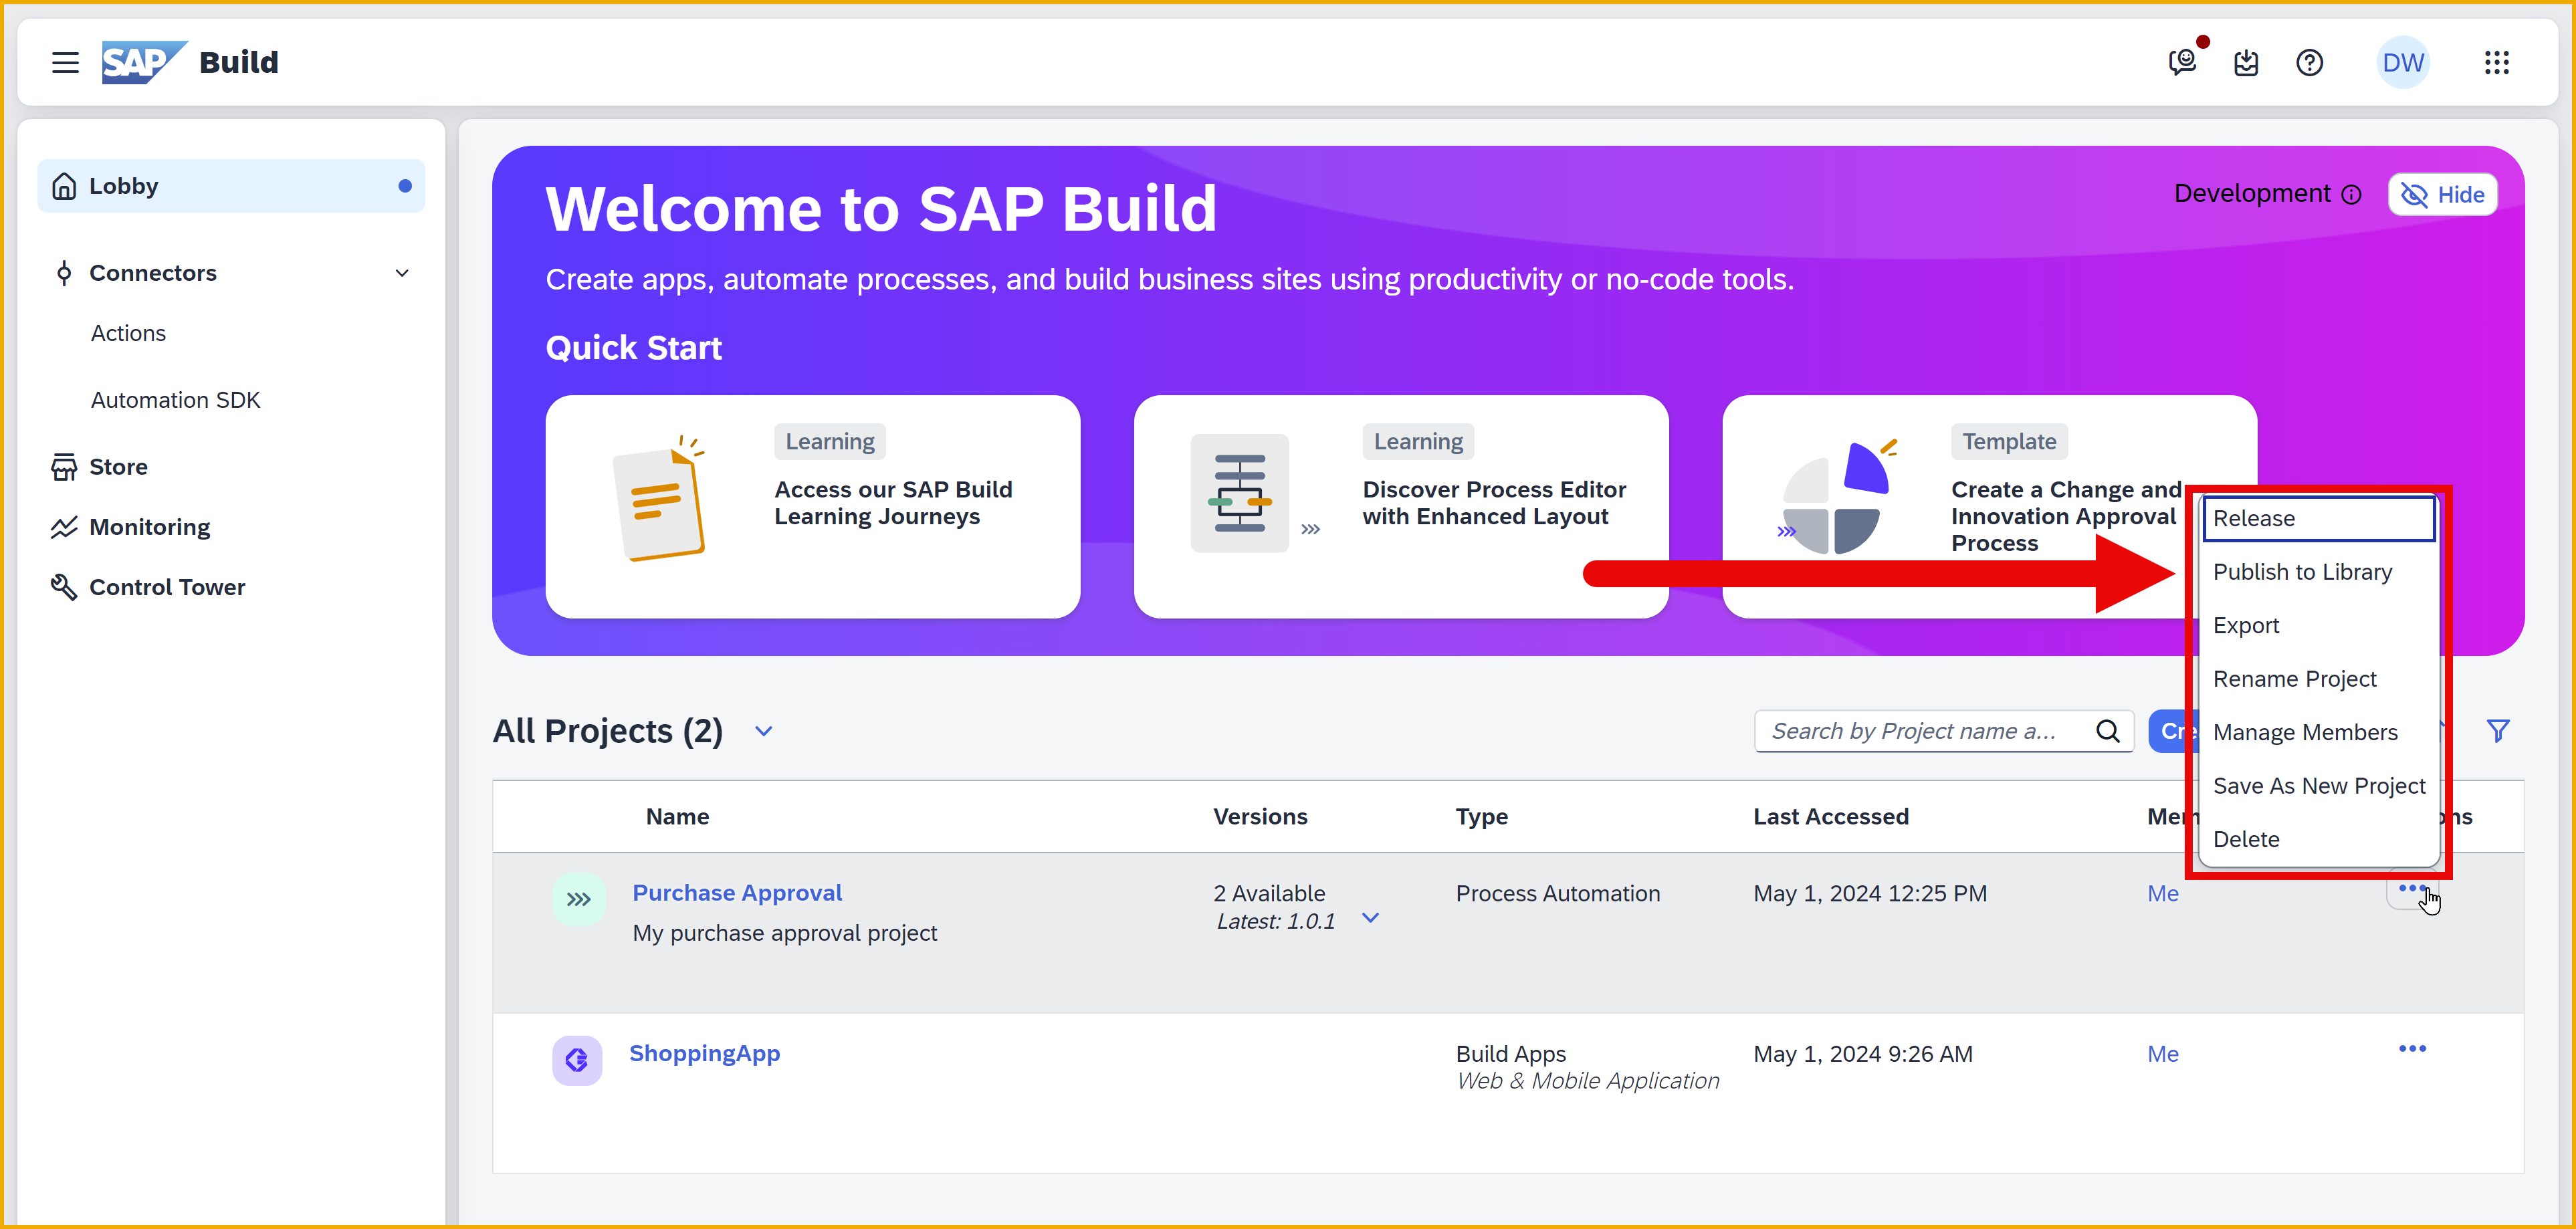 SAP Build
DW
Lobby
Connectors
Actions
Automation SDK
Store
Monitoring
Control Tower
Welcome to SAP Build
Development
Hide
Create apps, automate processes, and build business sites using productivity or no-code tools.
Quick Start
Learning
Access our SAP Build
Learning Journeys
Learning
Discover Process Editor
with Enhanced Layout
Template
Create a Change and
Innovation Approval
Process
Release
Publish to Library
Export
Rename Project
Manage Members
Save As New Project
Delete
All Projects (2)
Search by Project name a...
Name
Versions
Type
Last Accessed
Purchase Approval
My purchase approval project
2 Available
Latest: 1.0.1
Process Automation
May 1, 2024 12:25 PM
Me
ShoppingApp
Build Apps
Web & Mobile Application
May 1, 2024 9:26 AM
Me